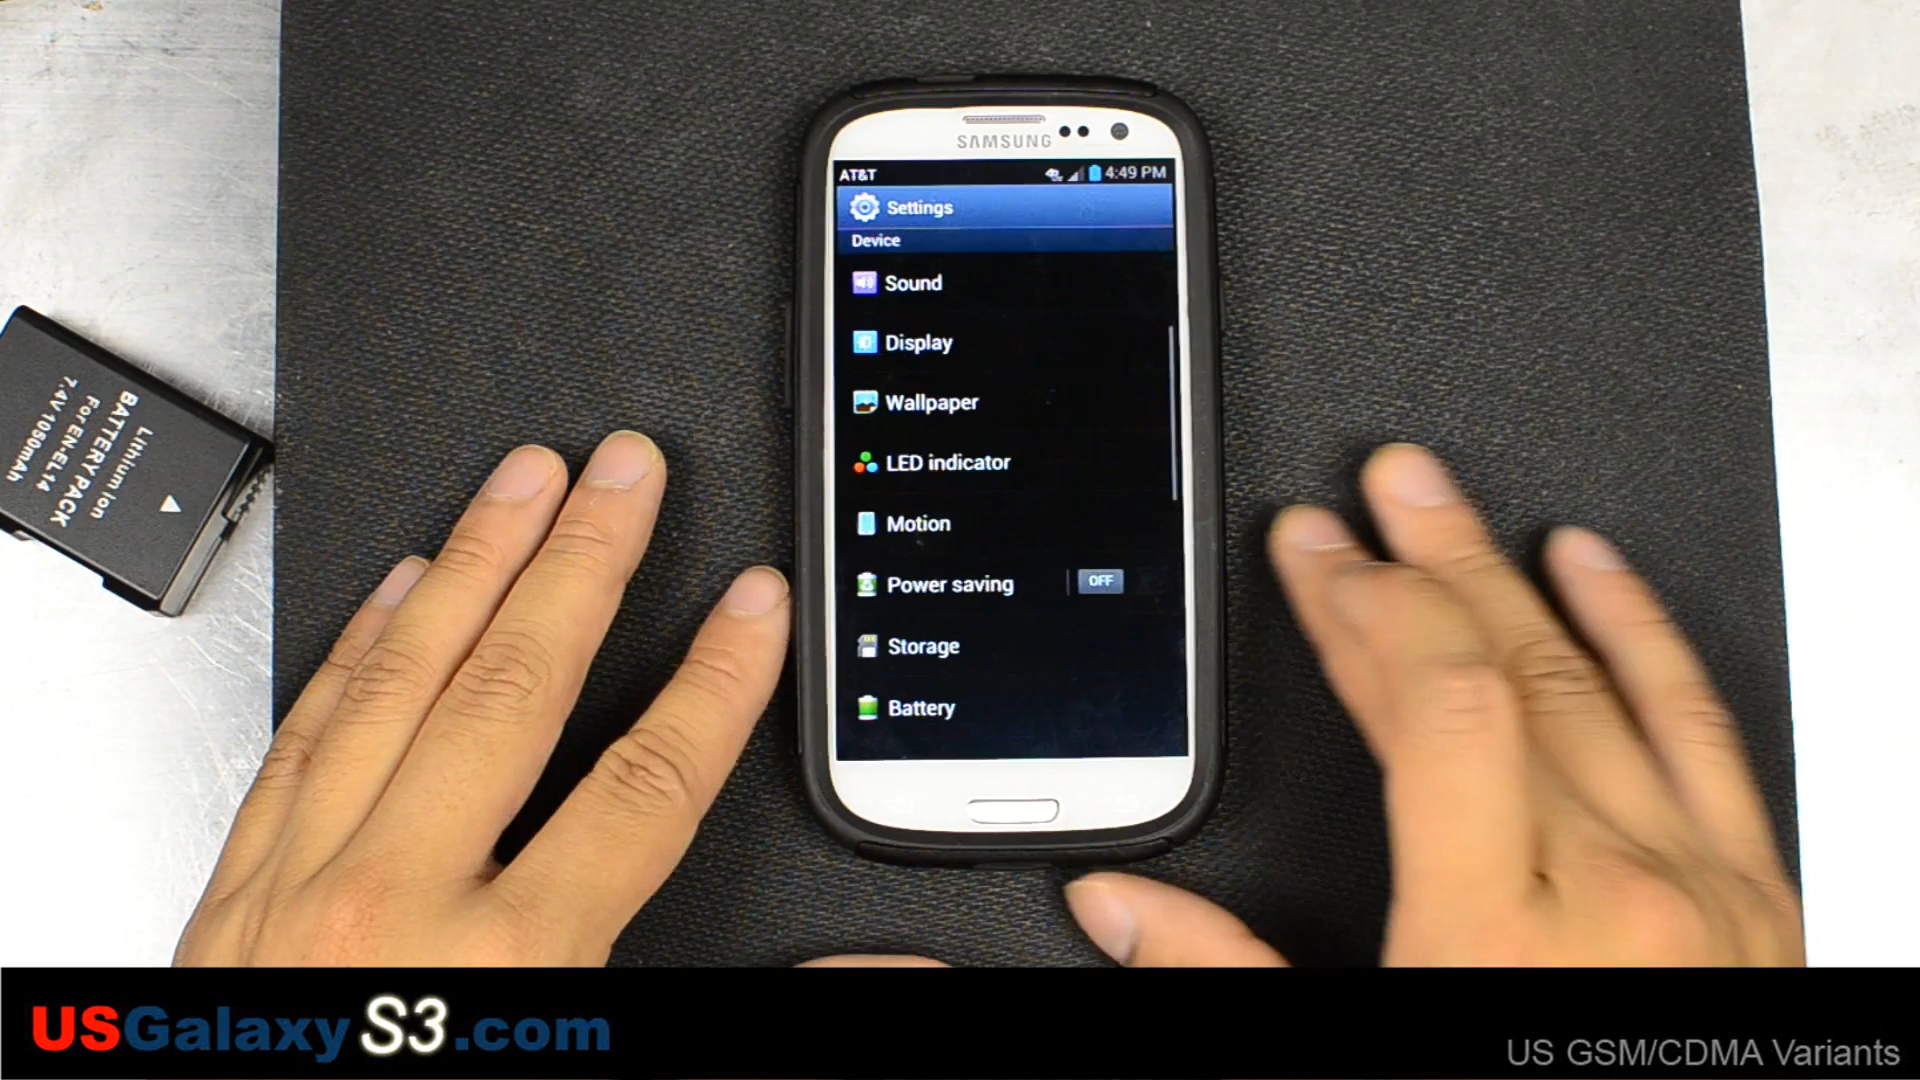 SAMSUNG
AT&T 4:49 PM
Settings
Device
Sound
Display
Wallpaper
LED indicator
Motion
Power saving OFF
Storage
Battery
Lithium Ion
BATTERY PACK
For EN-EL14
7.4V 1050mAh
USGalaxyS3.com
US GSM/CDMA Variants